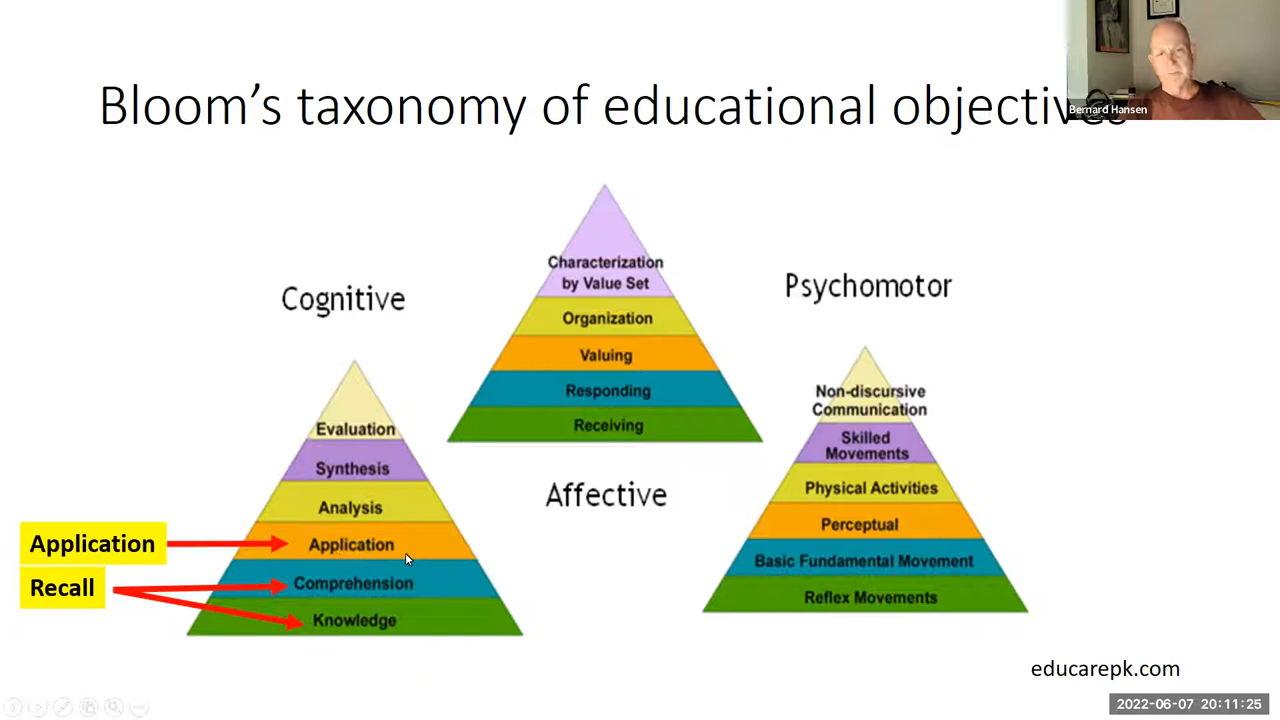 Bloom's taxonomy of educational objectives
Bernard Hansen
Cognitive
Evaluation
Synthesis
Analysis
Application
Comprehension
Knowledge
Application
Recall
Characterization
by Value Set
Organization
Valuing
Responding
Receiving
Affective
Psychomotor
Non-discursive
Communication
Skilled
Movements
Physical Activities
Perceptual
Basic Fundamental Movement
Reflex Movements
educarepk.com
2022-06-07 20:11:25